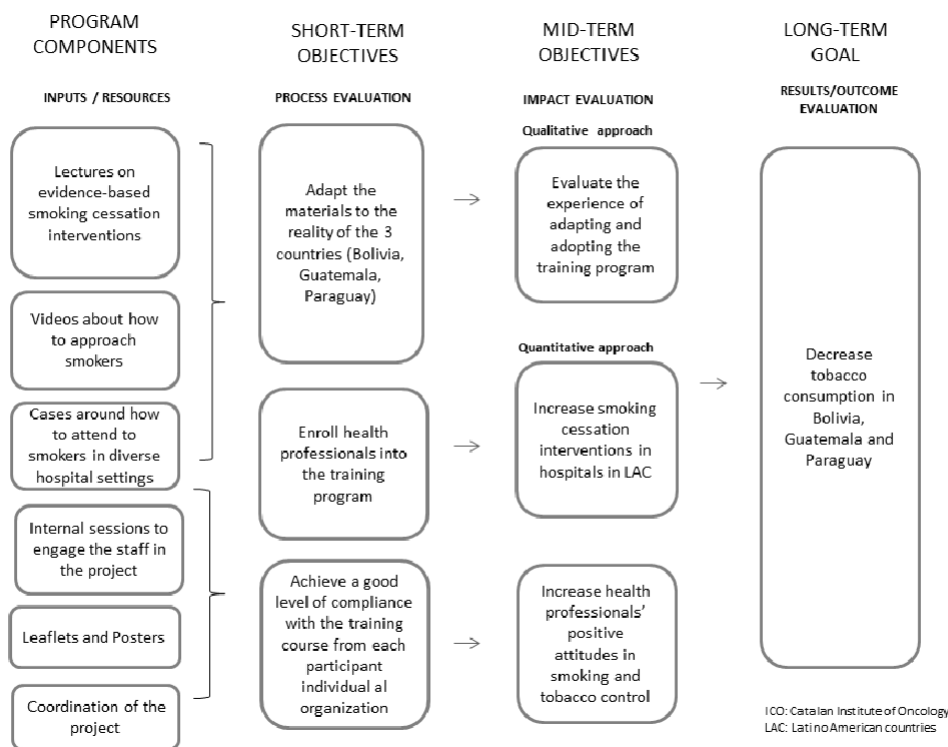 PROGRAM
COMPONENTS
INPUTS / RESOURCES
Lectures on
evidence-based
smoking cessation
interventions
Videos about how
to approach
smokers
Cases around how
to attend to
smokers in diverse
hospital settings
Internal sessions to
engage the staff in
the project
Leaflets and Posters
Coordination of the
project
SHORT-TERM
OBJECTIVES
PROCESS EVALUATION
Adapt the
materials to the
reality of the 3
countries (Bolivia,
Guatemala,
Paraguay)
Enroll health
professionals into
the training
program
Achieve a good
level of compliance
with the training
course from each
participant
individual al
organization
MID-TERM
OBJECTIVES
IMPACT EVALUATION
Qualitative approach
Evaluate the
experience of
adapting and
adopting the
training program
Quantitative approach
Increase smoking
cessation
interventions in
hospitals in LAC
Increase health
professionals’
positive
attitudes in
smoking and
tobacco control
LONG-TERM
GOAL
RESULTS/OUTCOME
EVALUATION
Decrease
tobacco
consumption in
Bolivia,
Guatemala and
Paraguay
ICO: Catalan Institute of Oncology
LAC: Latino American countries